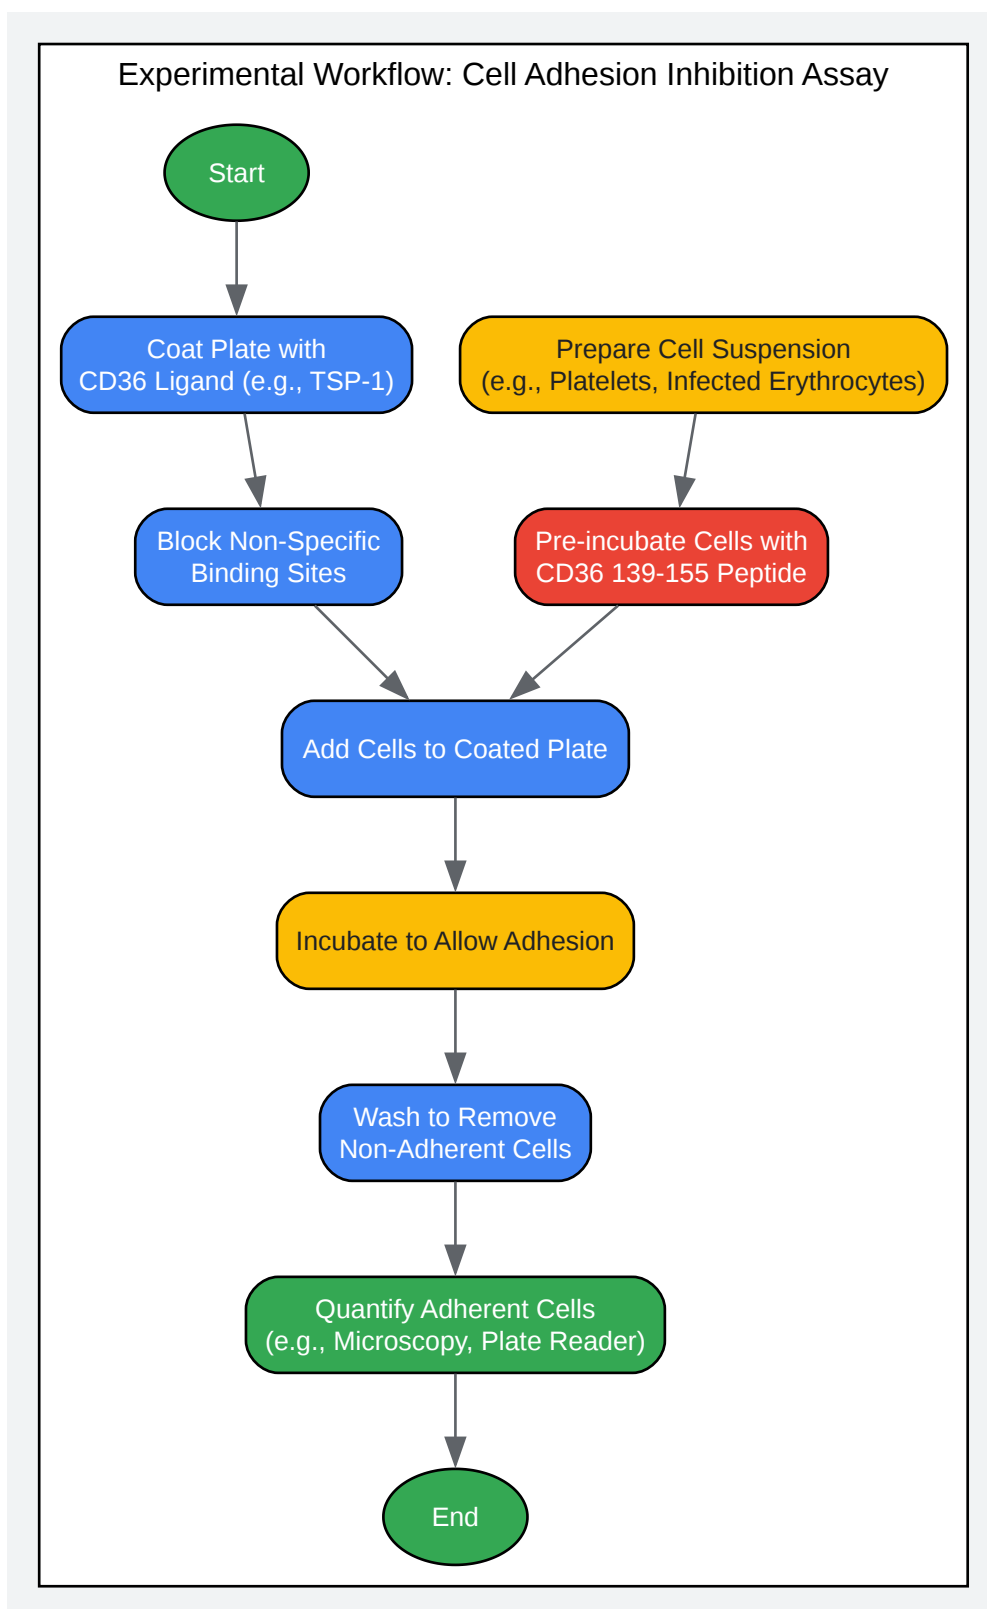 Experimental Workflow: Cell Adhesion Inhibition Assay
Start
Coat Plate with
CD36 Ligand (e.g., TSP-1)
Prepare Cell Suspension
(e.g., Platelets, Infected Erythrocytes)
Block Non-Specific
Binding Sites
Pre-incubate Cells with
CD36 139-155 Peptide
Add Cells to Coated Plate
Incubate to Allow Adhesion
Wash to Remove
Non-Adherent Cells
Quantify Adherent Cells
(e.g., Microscopy, Plate Reader)
End